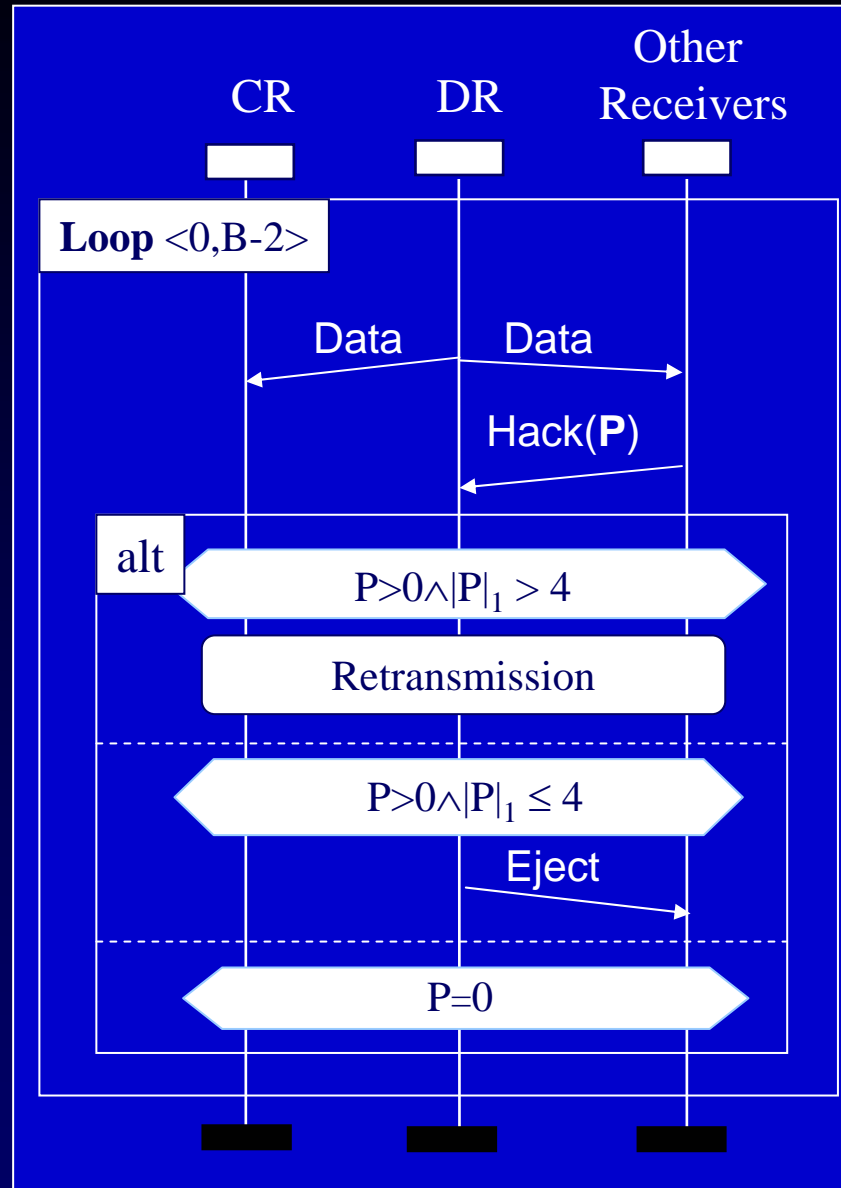 CR
DR
Other
Receivers
Loop <0,B-2>
Data
Data
Hack(P)
alt
P>0∧|P|₁ > 4
Retransmission
P>0∧|P|₁ ≤ 4
Eject
P=0